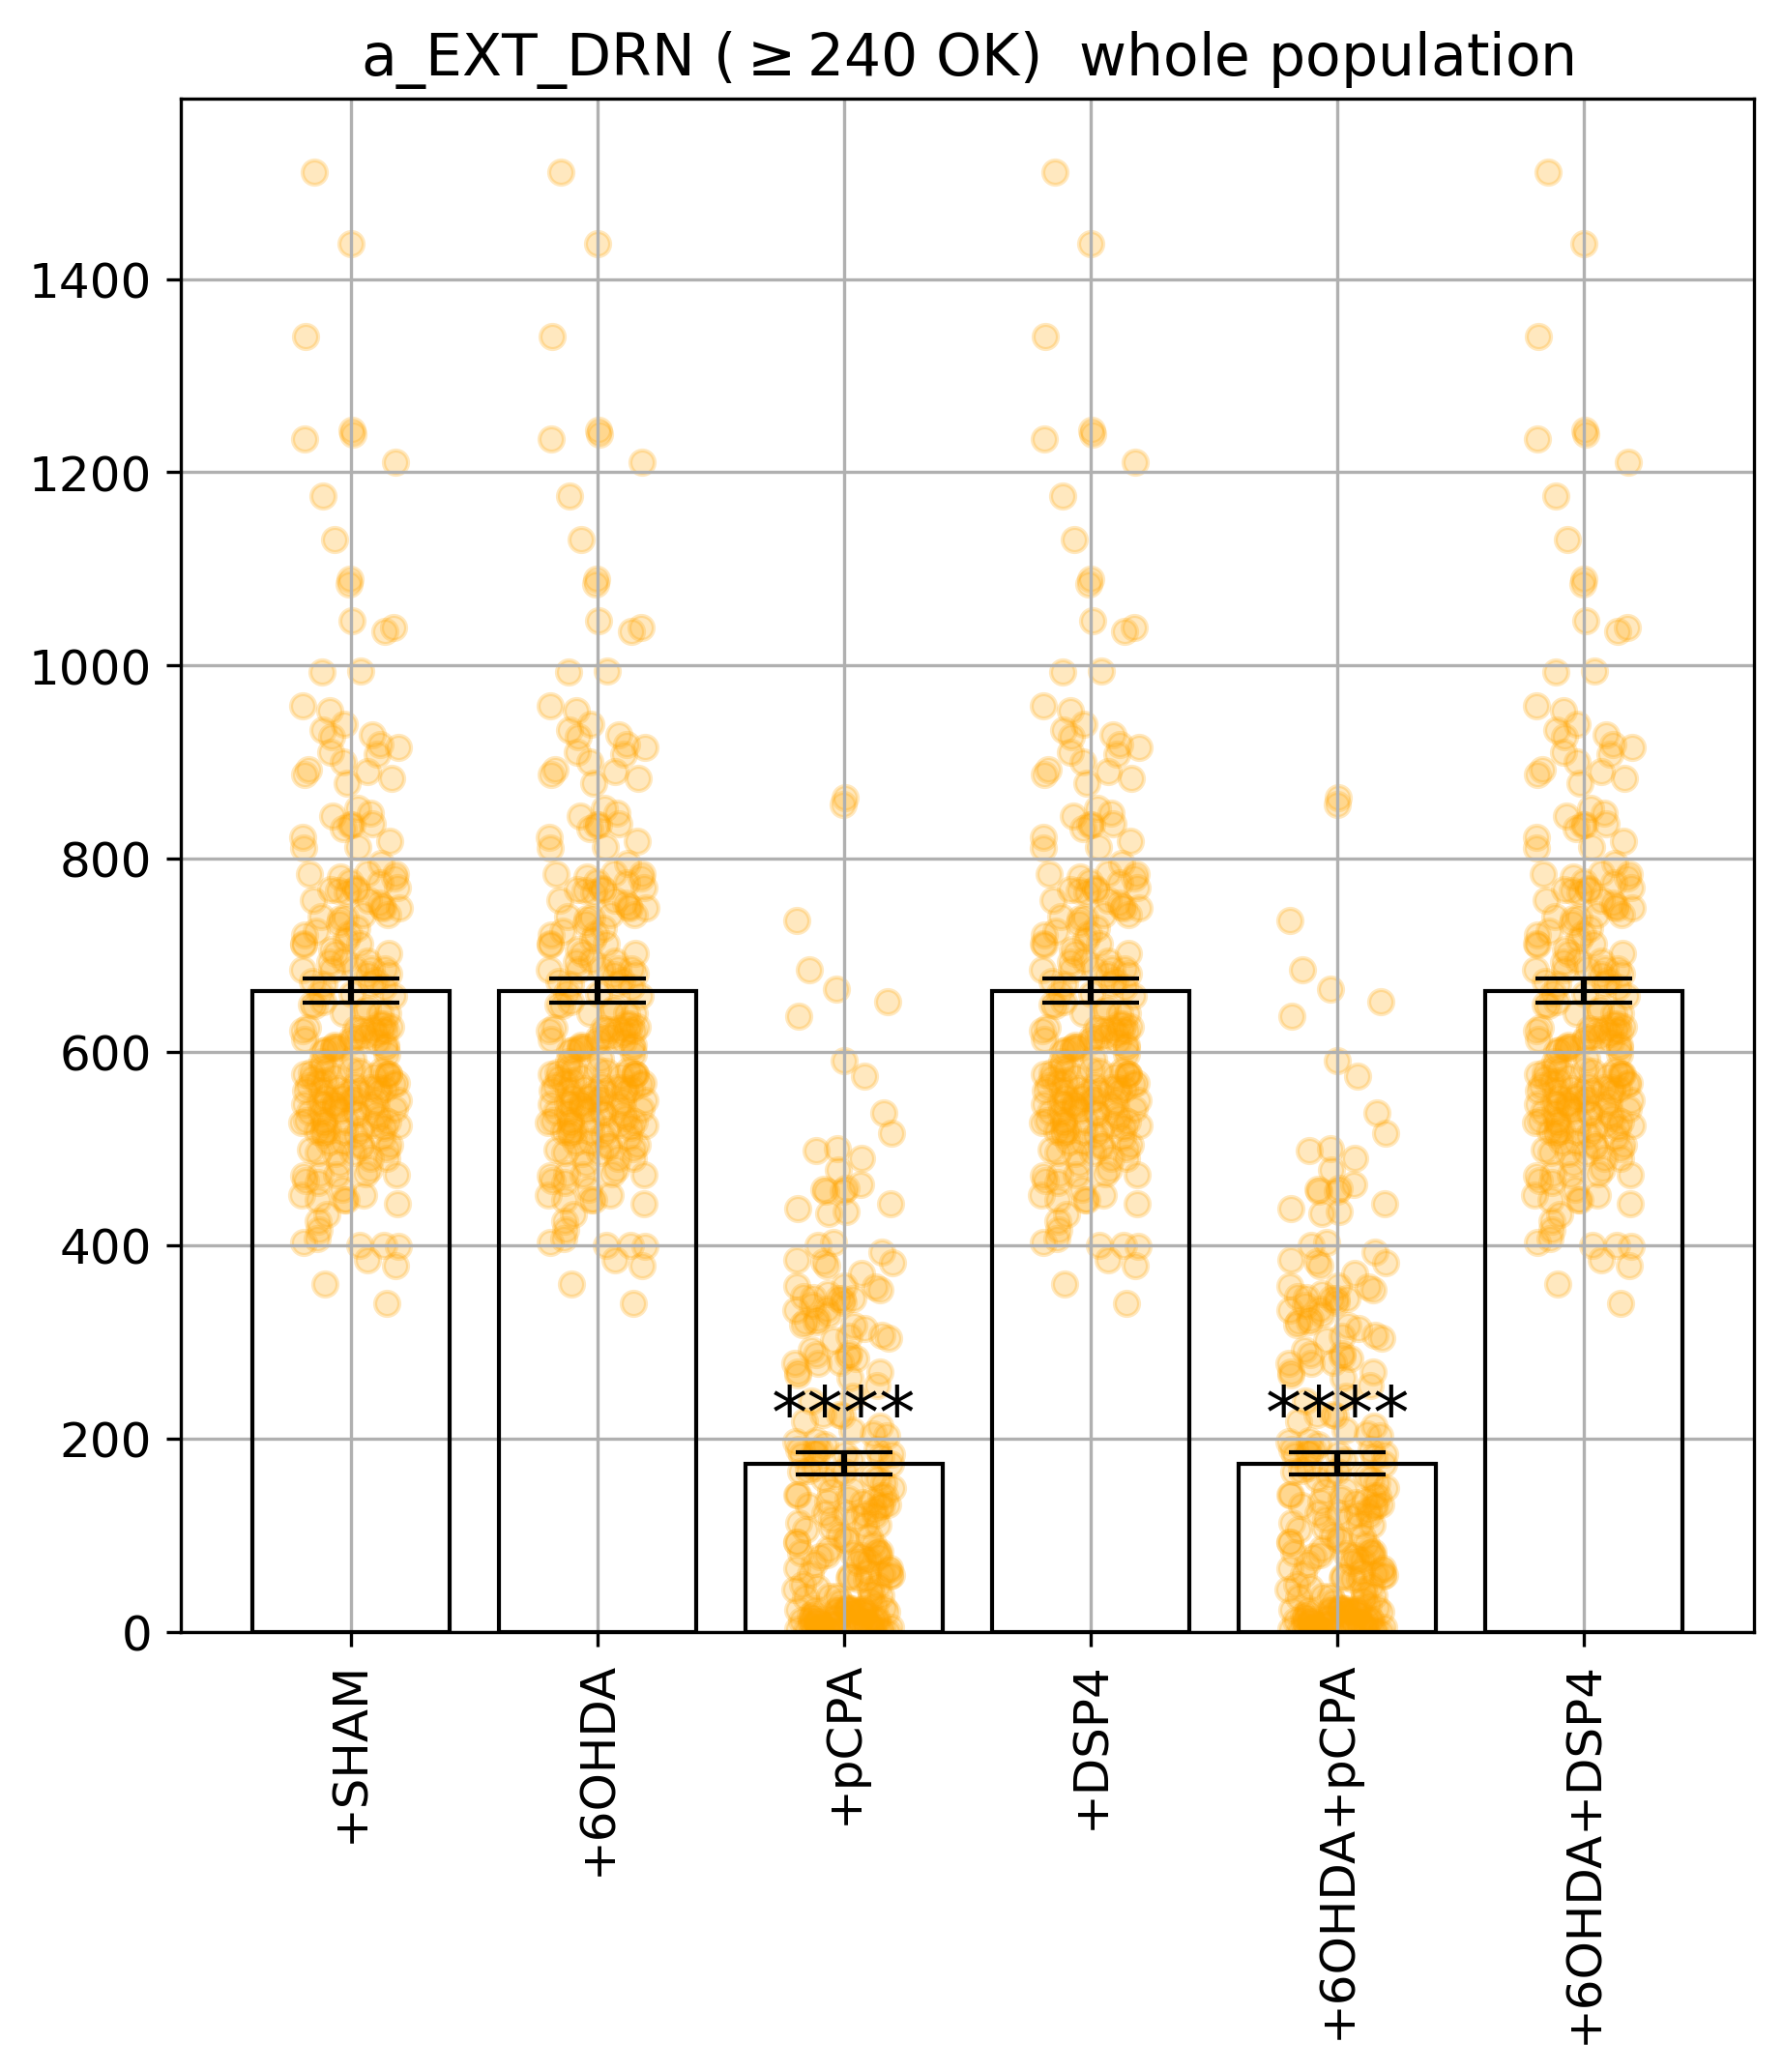 a_EXT_DRN (≥240 OK)  whole population
1400
1200
1000
800
600
400
200
0
****
****
+SHAM
+6OHDA
+pCPA
+DSP4
+6OHDA+pCPA
+6OHDA+DSP4